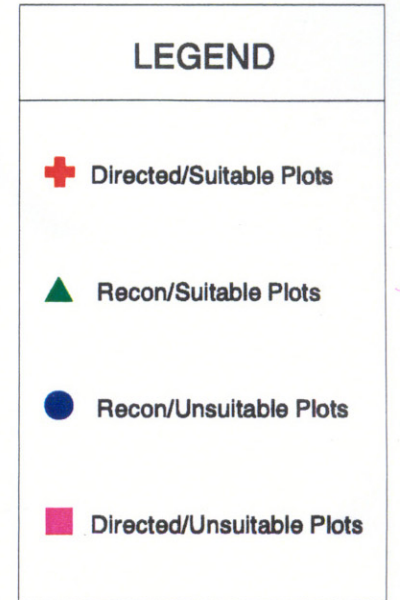 LEGEND
Directed/Suitable Plots
Recon/Suitable Plots
Recon/Unsuitable Plots
Directed/Unsuitable Plots